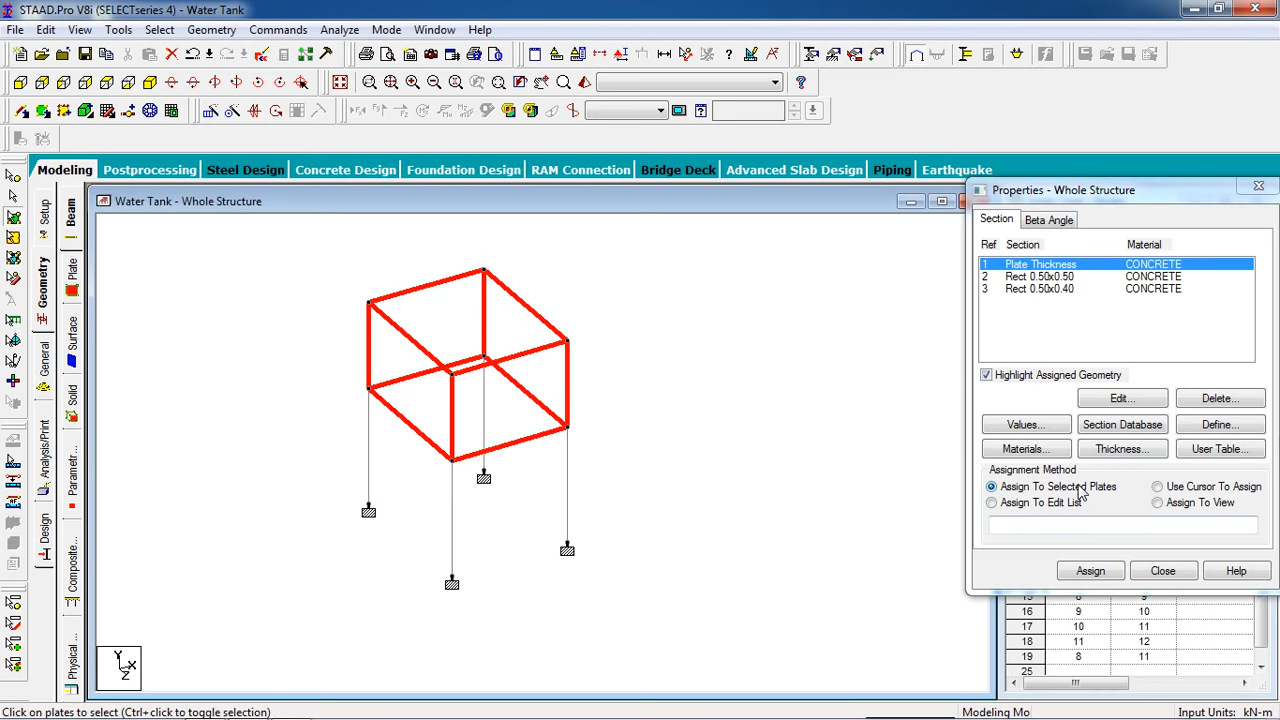 STAAD.Pro V8i (SELECTseries 4) - Water Tank
File Edit View Tools Select Geometry Commands Analyze Mode Window Help
Modeling Postprocessing Steel Design Concrete Design Foundation Design RAM Connection Bridge Deck Advanced Slab Design Piping Earthquake
Setup
Geometry
General
Analysis/Print
Design
Beam
Plate
Surface
Solid
Parametr...
Composite...
Physical ...
Water Tank - Whole Structure
Y
X
Z
Properties - Whole Structure
Section Beta Angle
Ref Section Material
1 Plate Thickness CONCRETE
2 Rect 0.50x0.50 CONCRETE
3 Rect 0.50x0.40 CONCRETE
Highlight Assigned Geometry
Edit... Delete...
Values... Section Database Define...
Materials... Thickness... User Table...
Assignment Method
Assign To Selected Plates Use Cursor To Assign
Assign To Edit List Assign To View
Assign Close Help
16 9 10
17 10 11
18 11 12
19 8 11
25
Click on plates to select (Ctrl+click to toggle selection) Modeling Mo Input Units: kN-m